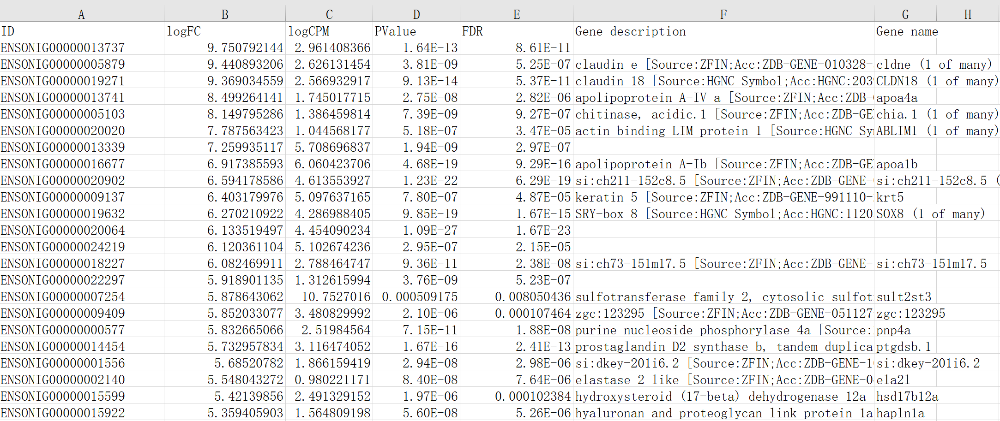 A B C D E F G H
ID logFC logCPM PValue FDR Gene description Gene name
ENSONIG00000013737 9.750792144 2.961408366 1.64E-13 8.61E-11
ENSONIG00000005879 9.440893206 2.626131454 3.81E-09 5.25E-07 claudin e [Source:ZFIN;Acc:ZDB-GENE-010328- cldne (1 of many)
ENSONIG00000019271 9.369034559 2.566932917 9.13E-14 5.37E-11 claudin 18 [Source:HGNC Symbol;Acc:HGNC:2039 CLDN18 (1 of many)
ENSONIG00000013741 8.499264141 1.745017715 2.75E-08 2.82E-06 apolipoprotein A-IV a [Source:ZFIN;Acc:ZDB- apoa4a
ENSONIG00000005103 8.149795286 1.386459814 7.39E-09 9.27E-07 chitinase, acidic.1 [Source:ZFIN;Acc:ZDB-GE chia.1 (1 of many)
ENSONIG00000020020 7.787563423 1.044568177 5.18E-07 3.47E-05 actin binding LIM protein 1 [Source:HGNC Sy ABLIM1 (1 of many)
ENSONIG00000013339 7.259935117 5.708696837 1.94E-09 2.97E-07
ENSONIG00000016677 6.917385593 6.060423706 4.68E-19 9.29E-16 apolipoprotein A-Ib [Source:ZFIN;Acc:ZDB-GE apoa1b
ENSONIG00000020902 6.594178586 4.613553927 1.23E-22 6.29E-19 si:ch211-152c8.5 [Source:ZFIN;Acc:ZDB-GENE- si:ch211-152c8.5 (
ENSONIG00000009137 6.403179976 5.097637165 7.80E-07 4.87E-05 keratin 5 [Source:ZFIN;Acc:ZDB-GENE-991110- krt5
ENSONIG00000019632 6.270210922 4.286988405 9.85E-19 1.67E-15 SRY-box 8 [Source:HGNC Symbol;Acc:HGNC:1120 SOX8 (1 of many)
ENSONIG00000020064 6.133519497 4.454090234 1.09E-27 1.67E-23
ENSONIG00000024219 6.120361104 5.102674236 2.95E-07 2.15E-05
ENSONIG00000018227 6.082469911 2.788464747 9.36E-11 2.38E-08 si:ch73-151m17.5 [Source:ZFIN;Acc:ZDB-GENE- si:ch73-151m17.5
ENSONIG00000022297 5.918901135 1.312615994 3.76E-09 5.23E-07
ENSONIG00000007254 5.878643062 10.7527016 0.000509175 0.008050436 sulfotransferase family 2, cytosolic sulfot sult2st3
ENSONIG00000009409 5.852033077 3.480829992 2.10E-06 0.000107464 zgc:123295 [Source:ZFIN;Acc:ZDB-GENE-051127 zgc:123295
ENSONIG00000000577 5.832665066 2.51984564 7.15E-11 1.88E-08 purine nucleoside phosphorylase 4a [Source: pnp4a
ENSONIG00000014454 5.732957834 3.116474052 1.67E-16 2.41E-13 prostaglandin D2 synthase b, tandem duplica ptgdsb.1
ENSONIG00000001556 5.68520782 1.866159419 2.94E-08 2.98E-06 si:dkey-201i6.2 [Source:ZFIN;Acc:ZDB-GENE-1 si:dkey-201i6.2
ENSONIG00000002140 5.548043272 0.980221171 8.40E-08 7.64E-06 elastase 2 like [Source:ZFIN;Acc:ZDB-GENE-0 ela2l
ENSONIG00000015599 5.42139856 2.491329152 1.97E-06 0.000102384 hydroxysteroid (17-beta) dehydrogenase 12a hsd17b12a
ENSONIG00000015922 5.359405903 1.564809198 5.60E-08 5.26E-06 hyaluronan and proteoglycan link protein 1a hapln1a